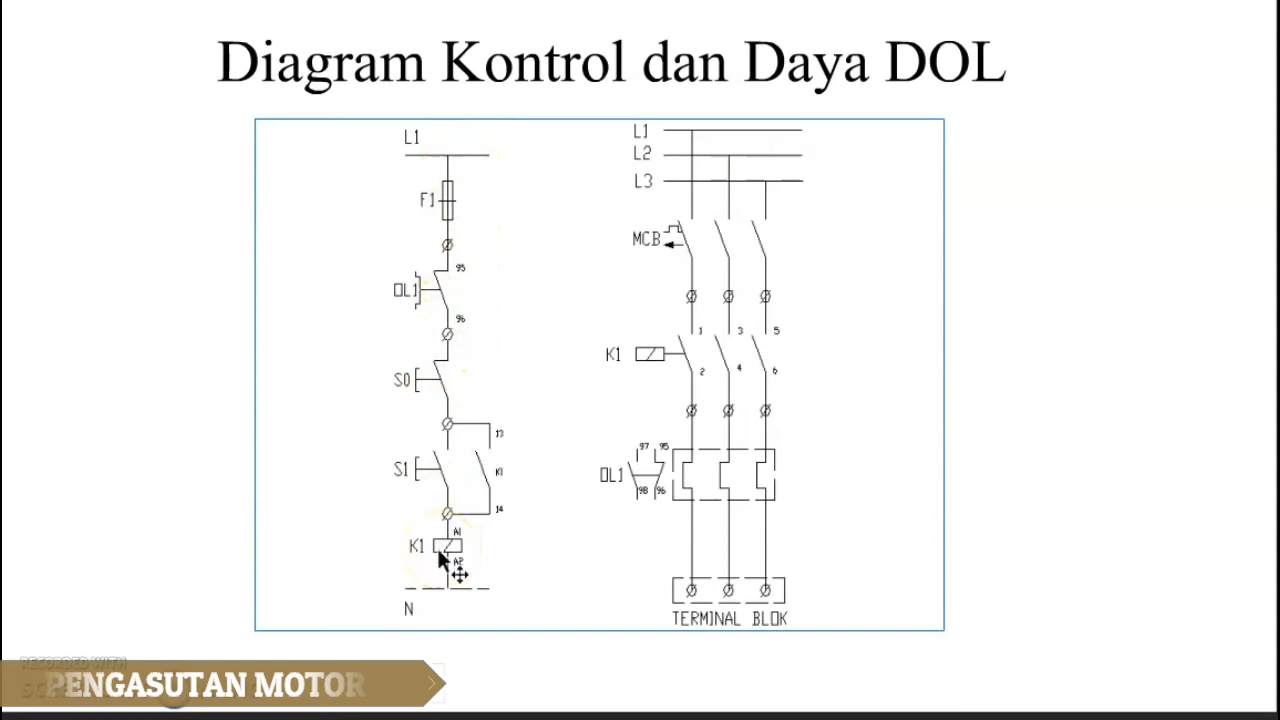 Diagram Kontrol dan Daya DOL
L1
F1
95
OL1
96
S0
13
S1
K1
14
A1
K1
A2
N
L1
L2
L3
MCB
1
3
5
K1
2
4
6
97
95
OL1
98
96
TERMINAL BLOK
RECORDED WITH
PENGASUTAN MOTOR